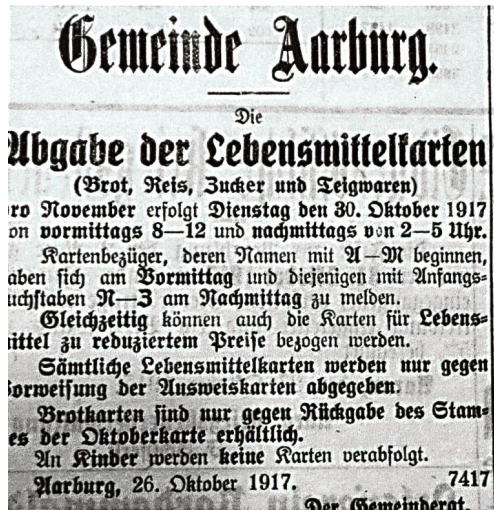 Gemeinde Aarburg.
Die
Abgabe der Lebensmittelkarten
(Brot, Reis, Zucker und Teigwaren)
pro November erfolgt Dienstag den 30. Oktober 1917
von vormittags 8—12 und nachmittags von 2—5 Uhr.
Kartenbezüger, deren Namen mit A—M beginnen,
haben sich am Vormittag und diejenigen mit Anfangs-
buchstaben N—Z am Nachmittag zu melden.
Gleichzeitig können auch die Karten für Lebens-
mittel zu reduziertem Preise bezogen werden.
Sämtliche Lebensmittelkarten werden nur gegen
Vorweisung der Ausweiskarten abgegeben.
Brotkarten sind nur gegen Rückgabe des Stam-
es der Oktoberkarte erhältlich.
An Kinder werden keine Karten verabfolgt.
Aarburg, 26. Oktober 1917. 7417
Der Gemeinderat.